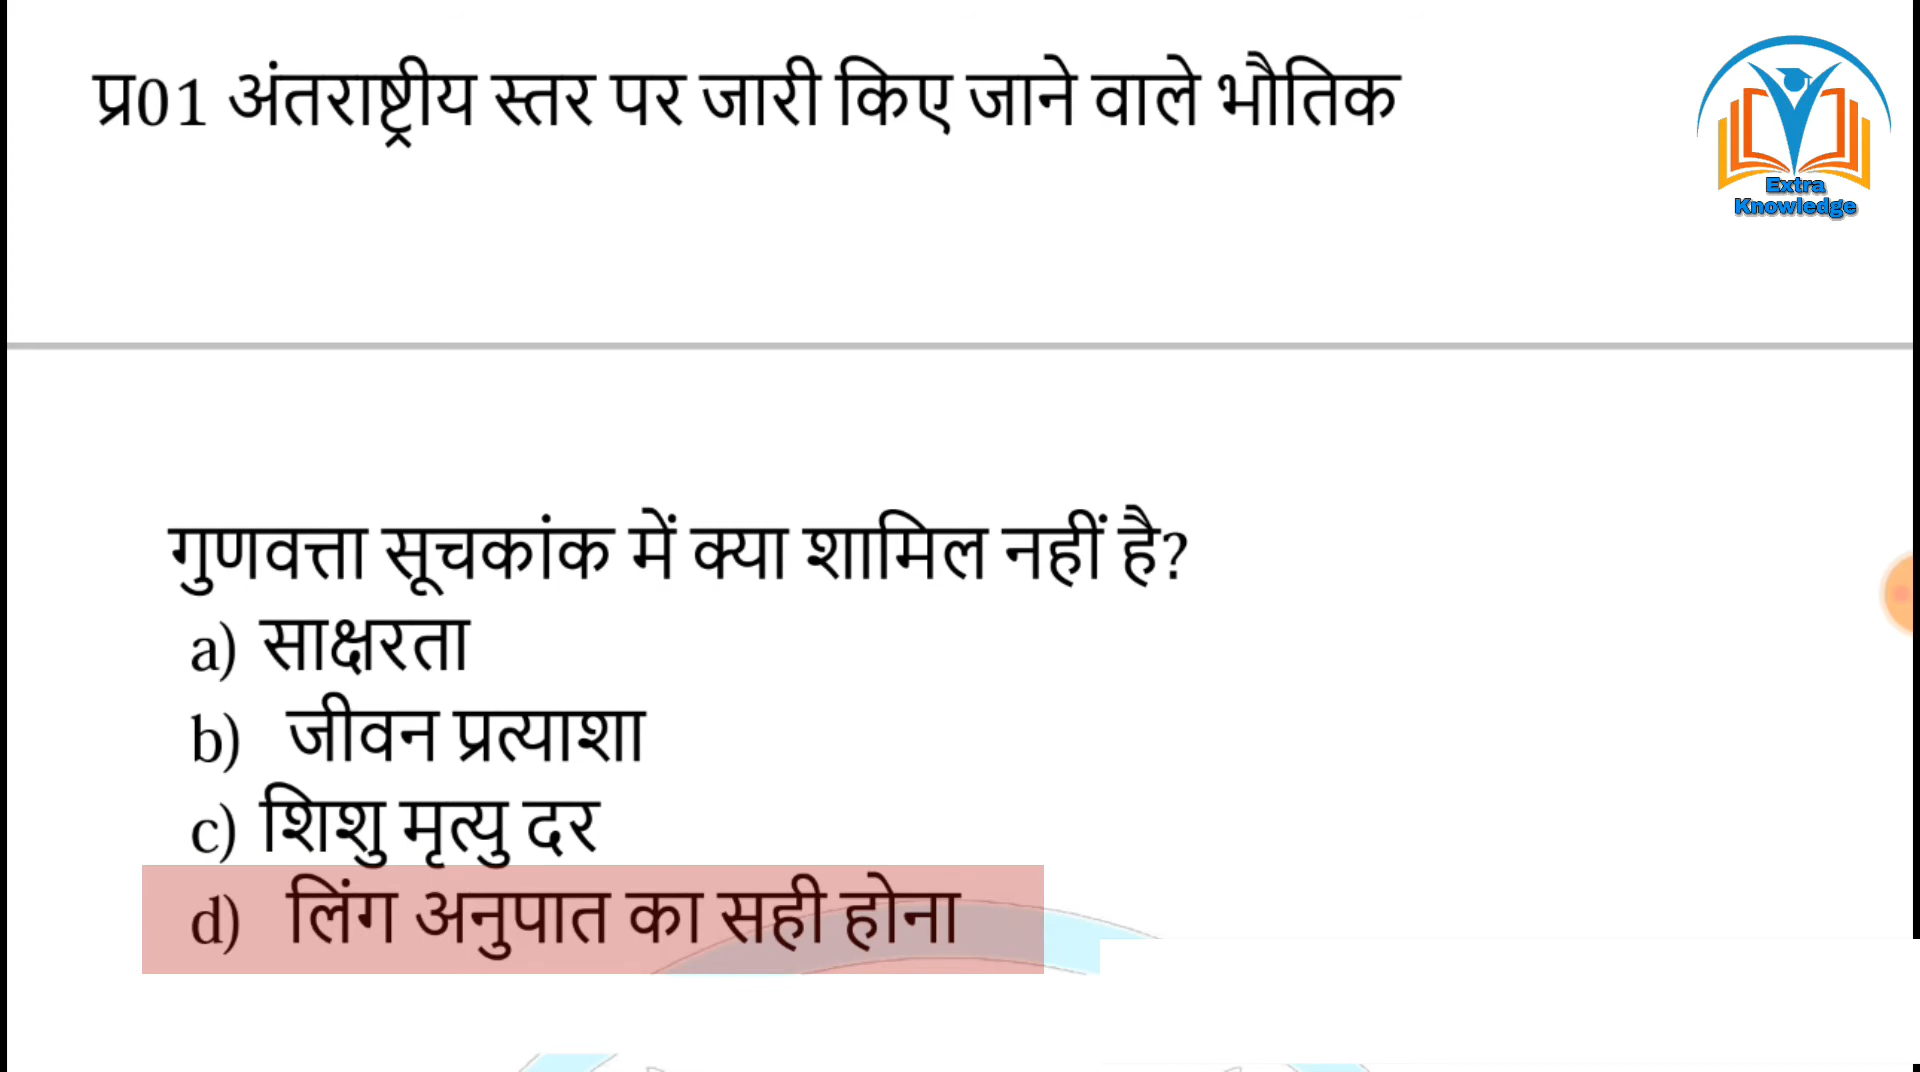 प्र01 अंतराष्ट्रीय स्तर पर जारी किए जाने वाले भौतिक
Extra
Knowledge
गुणवत्ता सूचकांक में क्या शामिल नहीं है?
a) साक्षरता
b) जीवन प्रत्याशा
c) शिशु मृत्यु दर
d) लिंग अनुपात का सही होना